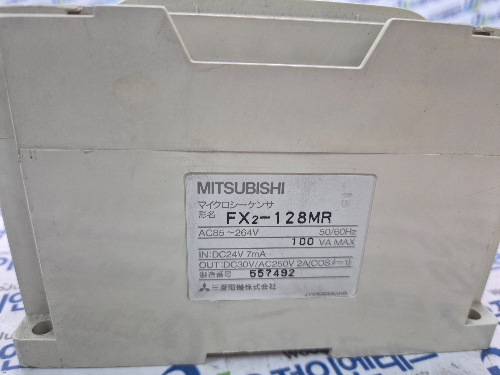 MITSUBISHI
マイクロシーケンサ
形名 FX₂-128MR
AC85～264V 50/60Hz
100 VA MAX
IN:DC24V 7mA
OUT:DC30V/AC250V 2A(COSφ=1)
製造番号 557492
三菱電機株式会社